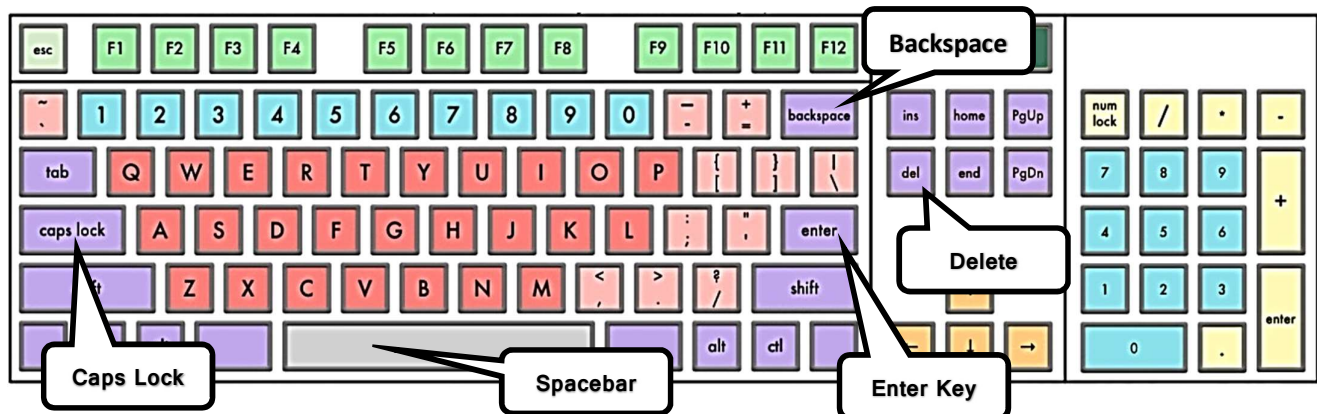 esc F1 F2 F3 F4 F5 F6 F7 F8 F9 F10 F11 F12 Backspace
~ ` 1 2 3 4 5 6 7 8 9 0 — - + = backspace ins home PgUp num lock / * -
tab Q W E R T Y U I O P { [ } ] | \ del end PgDn 7 8 9 +
caps lock A S D F G H J K L : ; " ' enter Delete 4 5 6
Z X C V B N M < , > . ? / shift 1 2 3 enter
alt ctl ↓ → 0 .
Caps Lock Spacebar Enter Key